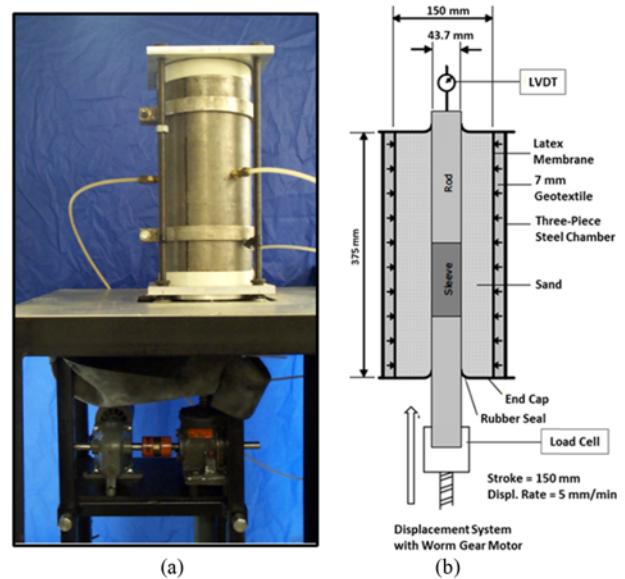 150 mm
43.7 mm
LVDT
Latex
Membrane
7 mm
Geotextile
Three-Piece
Steel Chamber
375 mm
Rod
Sleeve
Sand
End Cap
Rubber Seal
Load Cell
Stroke = 150 mm
Displ. Rate = 5 mm/min
Displacement System
with Worm Gear Motor
(a)
(b)